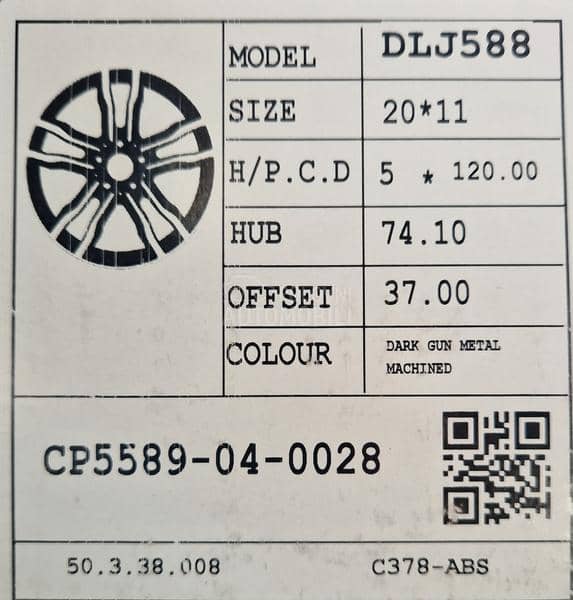 MODEL DLJ588
SIZE 20*11
H/P.C.D 5 * 120.00
HUB 74.10
OFFSET 37.00
COLOUR DARK GUN METAL
MACHINED
CP5589-04-0028
50.3.38.008 C378-ABS